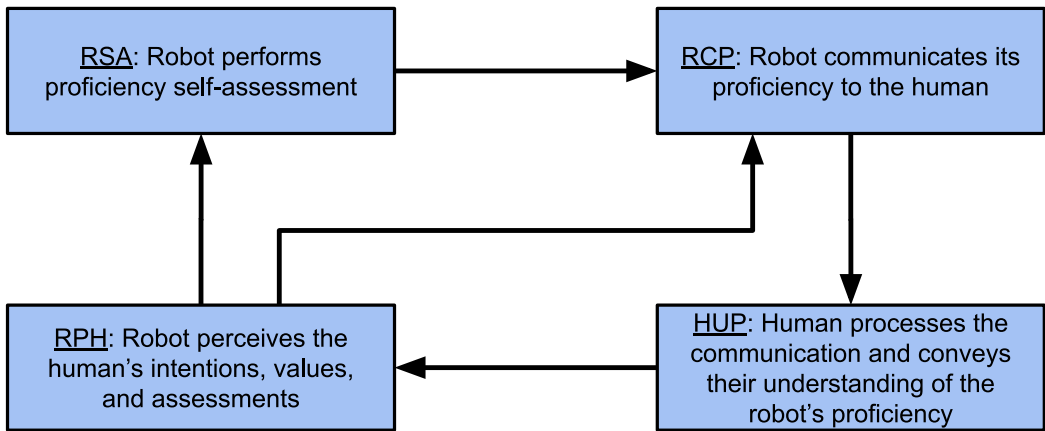 RSA: Robot performs
proficiency self-assessment
RCP: Robot communicates its
proficiency to the human
RPH: Robot perceives the
human’s intentions, values,
and assessments
HUP: Human processes the
communication and conveys
their understanding of the
robot’s proficiency